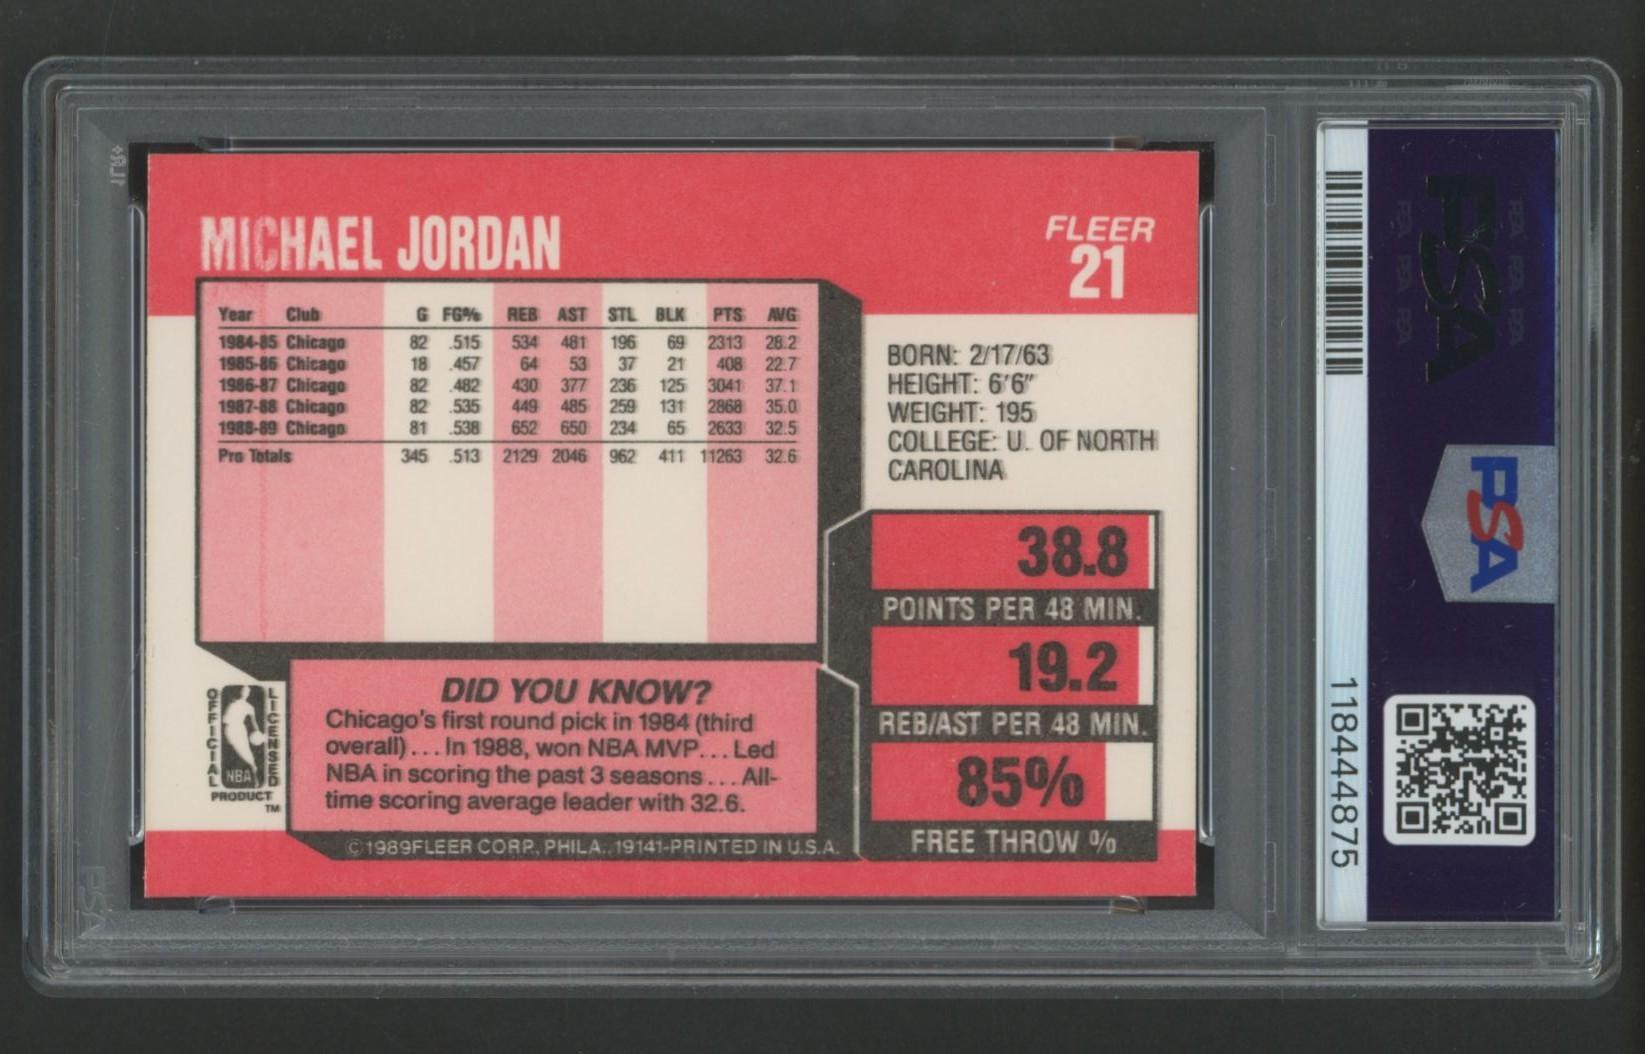 MICHAEL JORDAN
FLEER
21
Year Club G FG% REB AST STL BLK PTS AVG
1984-85 Chicago 82 .515 534 481 196 69 2313 28.2
1985-86 Chicago 18 .457 64 53 37 21 408 22.7
1986-87 Chicago 82 .482 430 377 236 125 3041 37.1
1987-88 Chicago 82 .535 449 485 259 131 2868 35.0
1988-89 Chicago 81 .538 652 650 234 65 2633 32.5
Pro Totals 345 .513 2129 2046 962 411 11263 32.6
BORN: 2/17/63
HEIGHT: 6'6"
WEIGHT: 195
COLLEGE: U. OF NORTH
CAROLINA
38.8
POINTS PER 48 MIN.
19.2
REB/AST PER 48 MIN.
85%
FREE THROW %
OFFICIAL
LICENSED
NBA
PRODUCT
TM
DID YOU KNOW?
Chicago's first round pick in 1984 (third
overall)...In 1988, won NBA MVP...Led
NBA in scoring the past 3 seasons...All-
time scoring average leader with 32.6.
©1989FLEER CORP., PHILA., 19141-PRINTED IN U.S.A.
PSA
PSA
118444875
PSA